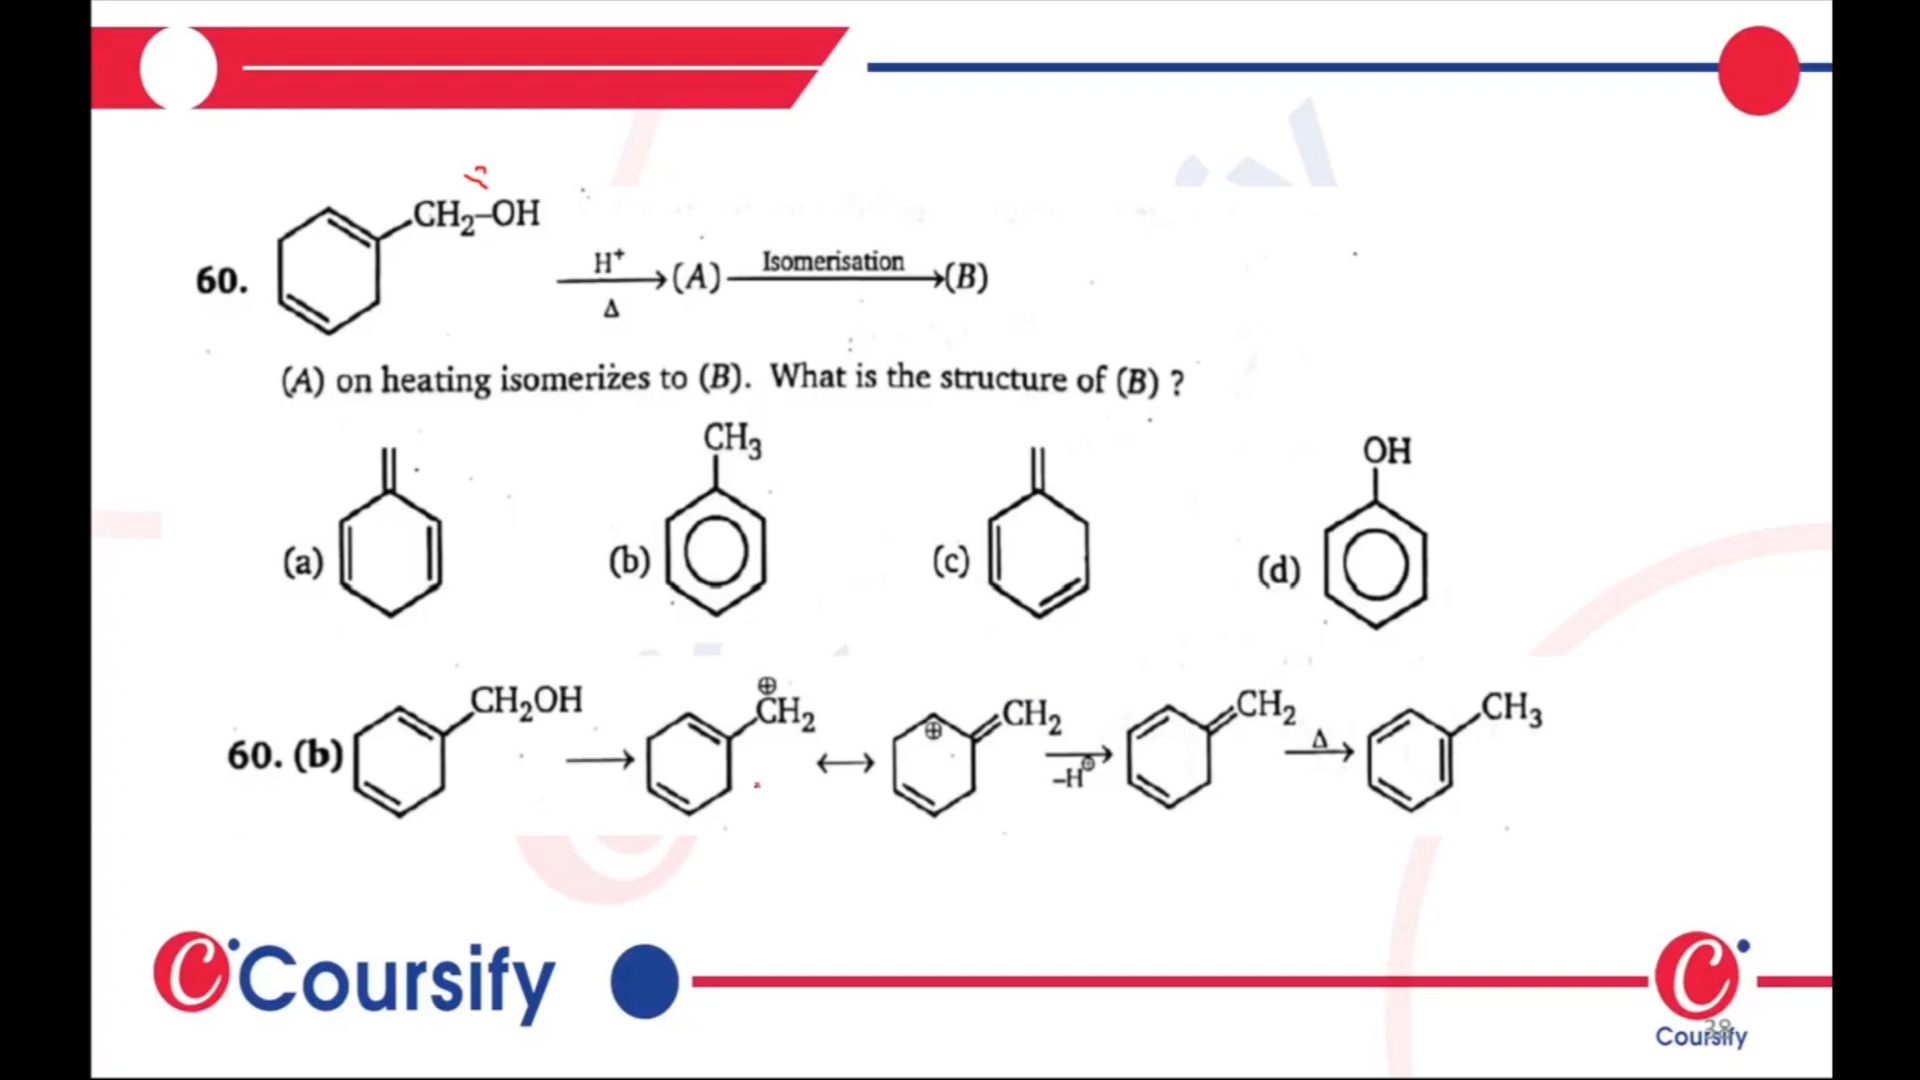 CH₂–OH
60.
H⁺
Δ
(A)
Isomerisation
(B)
(A) on heating isomerizes to (B). What is the structure of (B) ?
(a)
CH₃
(b)
(c)
OH
(d)
60. (b)
CH₂OH
⊕
CH₂
⊕
CH₂
–H⊕
CH₂
Δ
CH₃
Coursify
Coursify
38